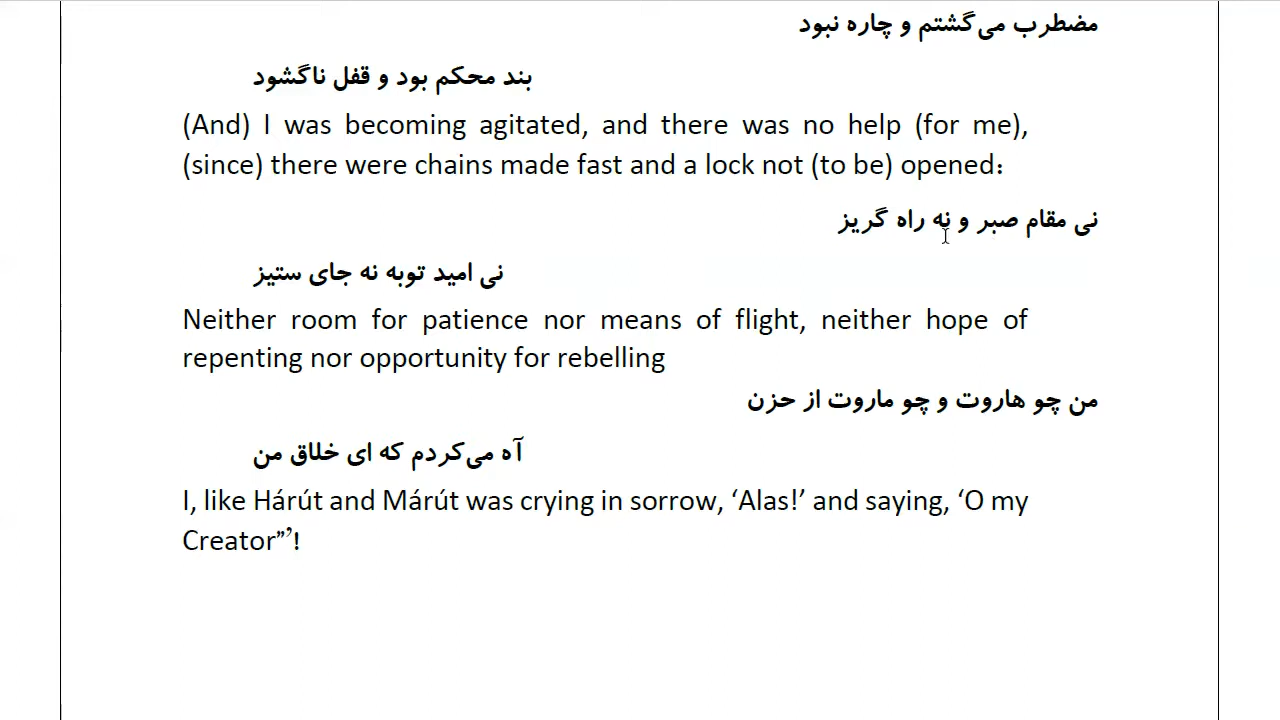 مضطرب می‌گشتم و چاره نبود
بند محکم بود و قفل ناگشود
(And) I was becoming agitated, and there was no help (for me),
(since) there were chains made fast and a lock not (to be) opened:
نی مقام صبر و نه راه گریز
نی امید توبه نه جای ستیز
Neither room for patience nor means of flight, neither hope of
repenting nor opportunity for rebelling
من چو هاروت و چو ماروت از حزن
آه می‌کردم که ای خلاق من
I, like Hárút and Márút was crying in sorrow, ‘Alas!’ and saying, ‘O my
Creator”’!